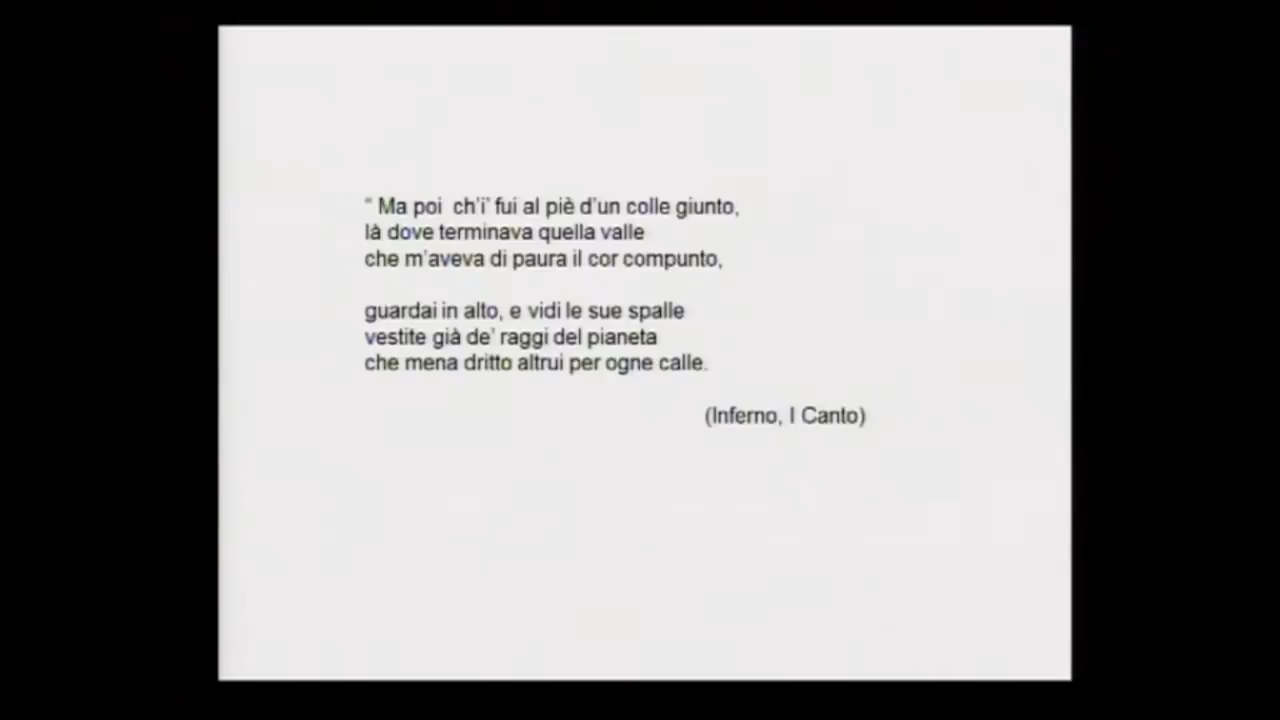 “ Ma poi  ch’i’ fui al piè d’un colle giunto,
là dove terminava quella valle
che m’aveva di paura il cor compunto,
guardai in alto, e vidi le sue spalle
vestite già de’ raggi del pianeta
che mena dritto altrui per ogne calle.
(Inferno, I Canto)